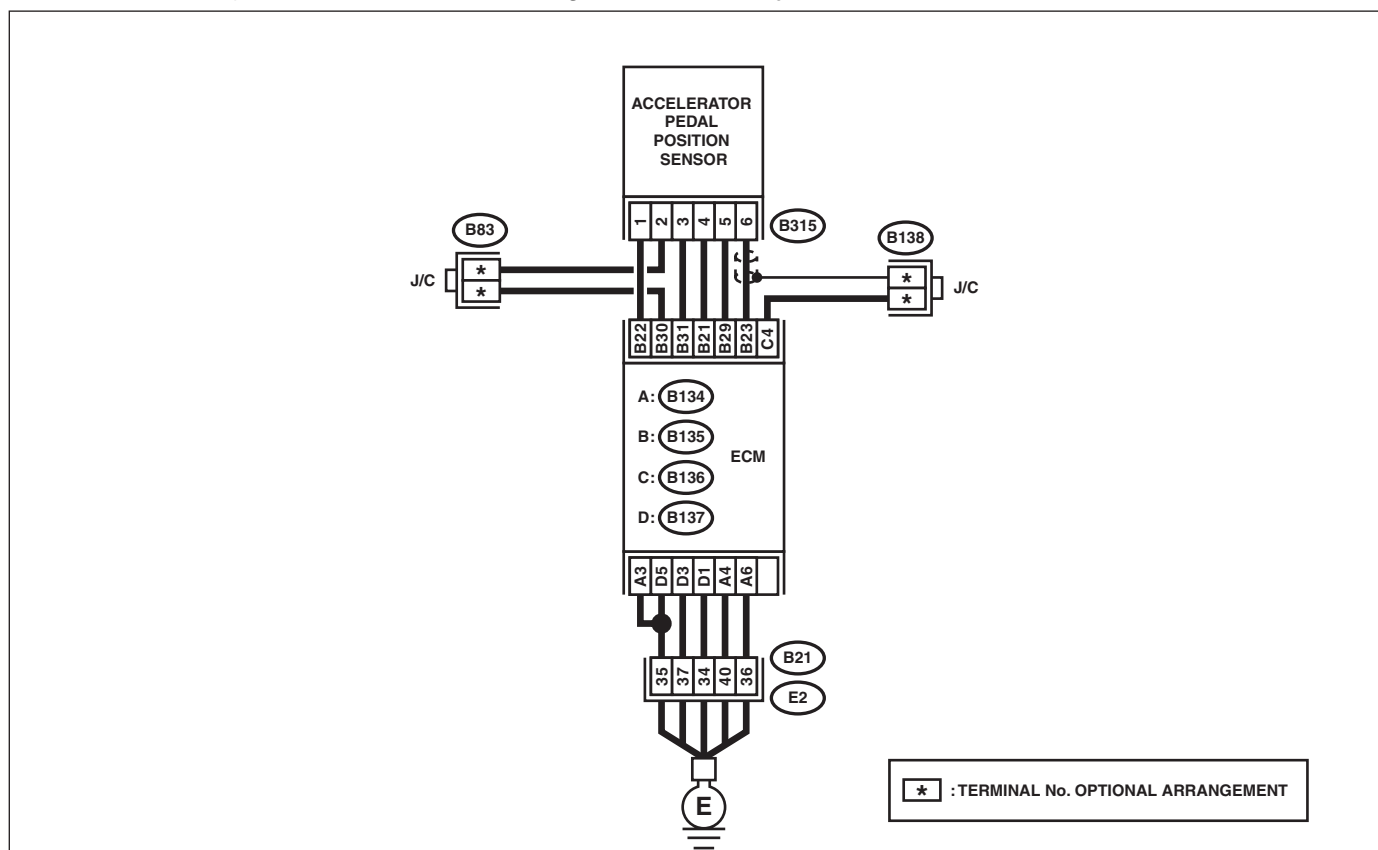 ACCELERATOR
PEDAL
POSITION
SENSOR
1 2 3 4 5 6
B315
B83
J/C
*
*
B138
*
*
J/C
B22 B30 B31 B21 B29 B23 C4
A: B134
B: B135
C: B136
D: B137
ECM
A3 D5 D3 D1 A4 A6
35 37 34 40 36
B21
E2
E
* : TERMINAL No. OPTIONAL ARRANGEMENT